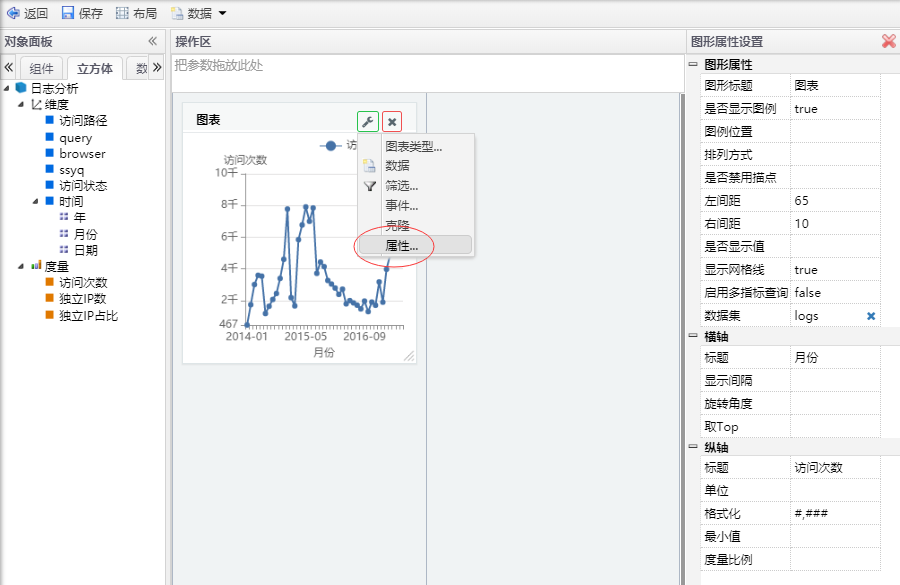 返回 保存 布局 数据
对象面板
组件 立方体 数
日志分析
维度
访问路径
query
browser
ssyq
访问状态
时间
年
月份
日期
度量
访问次数
独立IP数
独立IP占比
操作区
把参数拖放此处
图表
访
访问次数
10千
8千
6千
4千
2千
467
2014-01 2015-05 2016-09
月份
图表类型...
数据
筛选...
事件...
克隆
属性...
图形属性设置
图形属性
图形标题 图表
是否显示图例 true
图例位置
排列方式
是否禁用描点
左间距 65
右间距 10
是否显示值
显示网格线 true
启用多指标查询 false
数据集 logs
横轴
标题 月份
显示间隔
旋转角度
取Top
纵轴
标题 访问次数
单位
格式化 #,###
最小值
度量比例